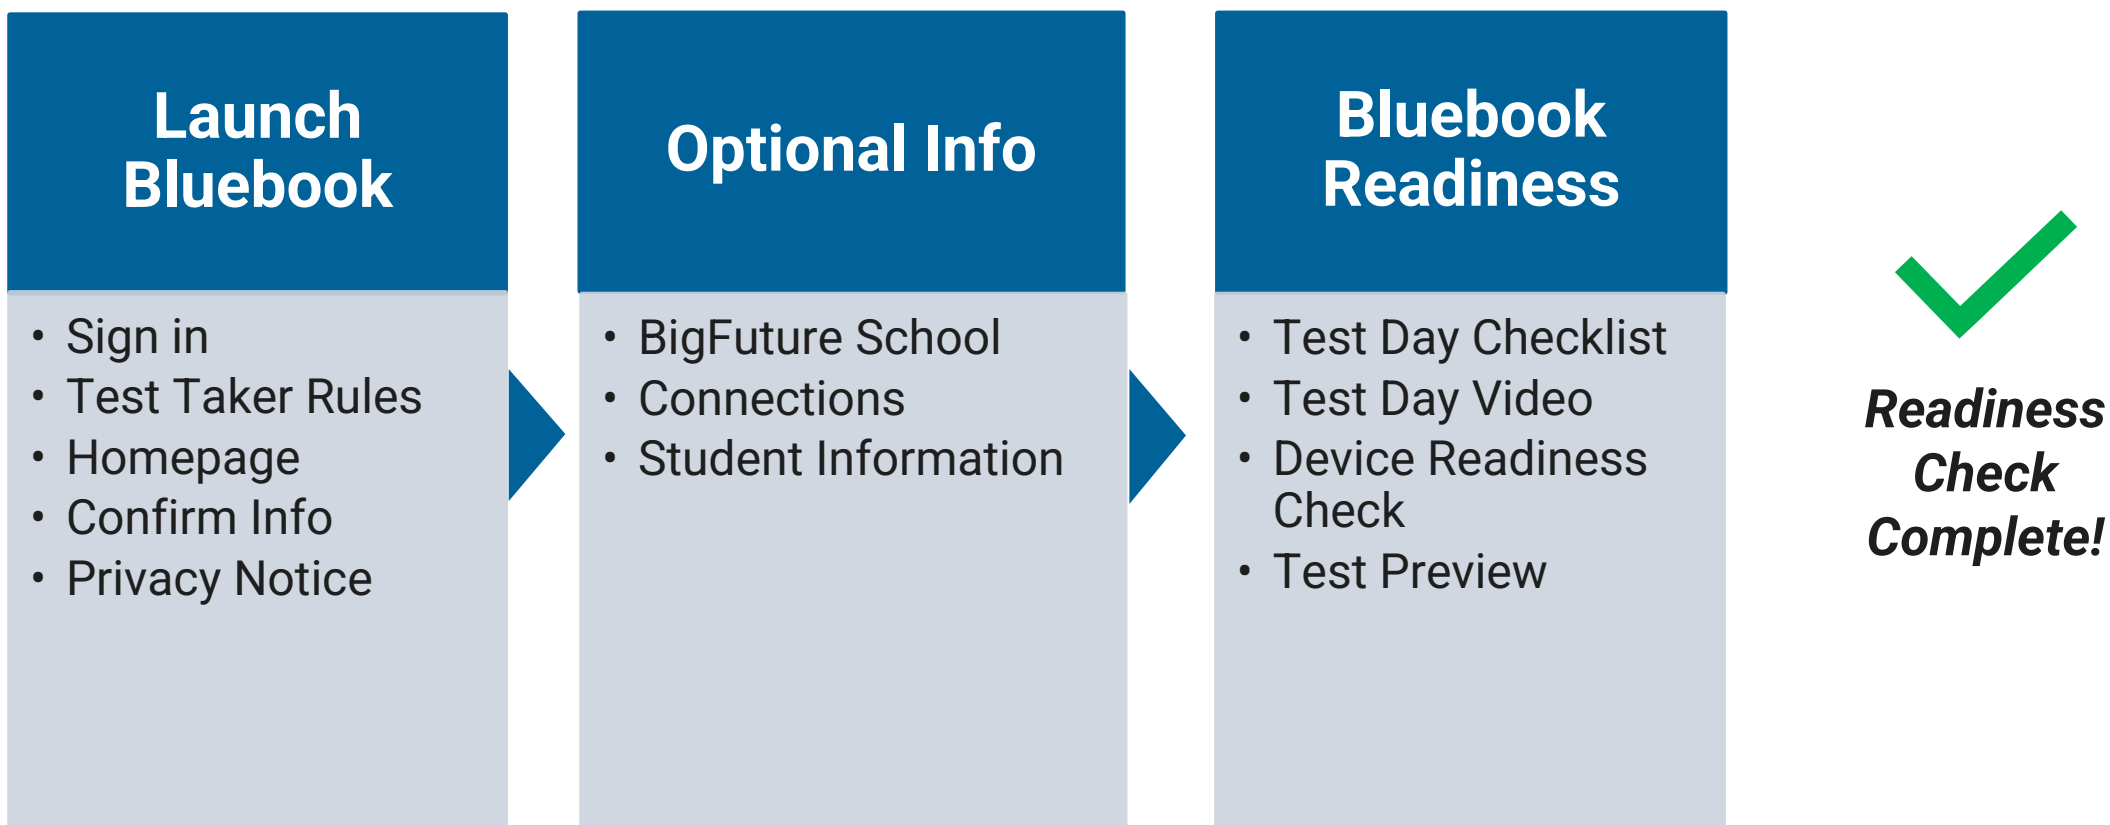 Launch
Bluebook
• Sign in
• Test Taker Rules
• Homepage
• Confirm Info
• Privacy Notice
Optional Info
• BigFuture School
• Connections
• Student Information
Bluebook
Readiness
• Test Day Checklist
• Test Day Video
• Device Readiness
Check
• Test Preview
Readiness
Check
Complete!